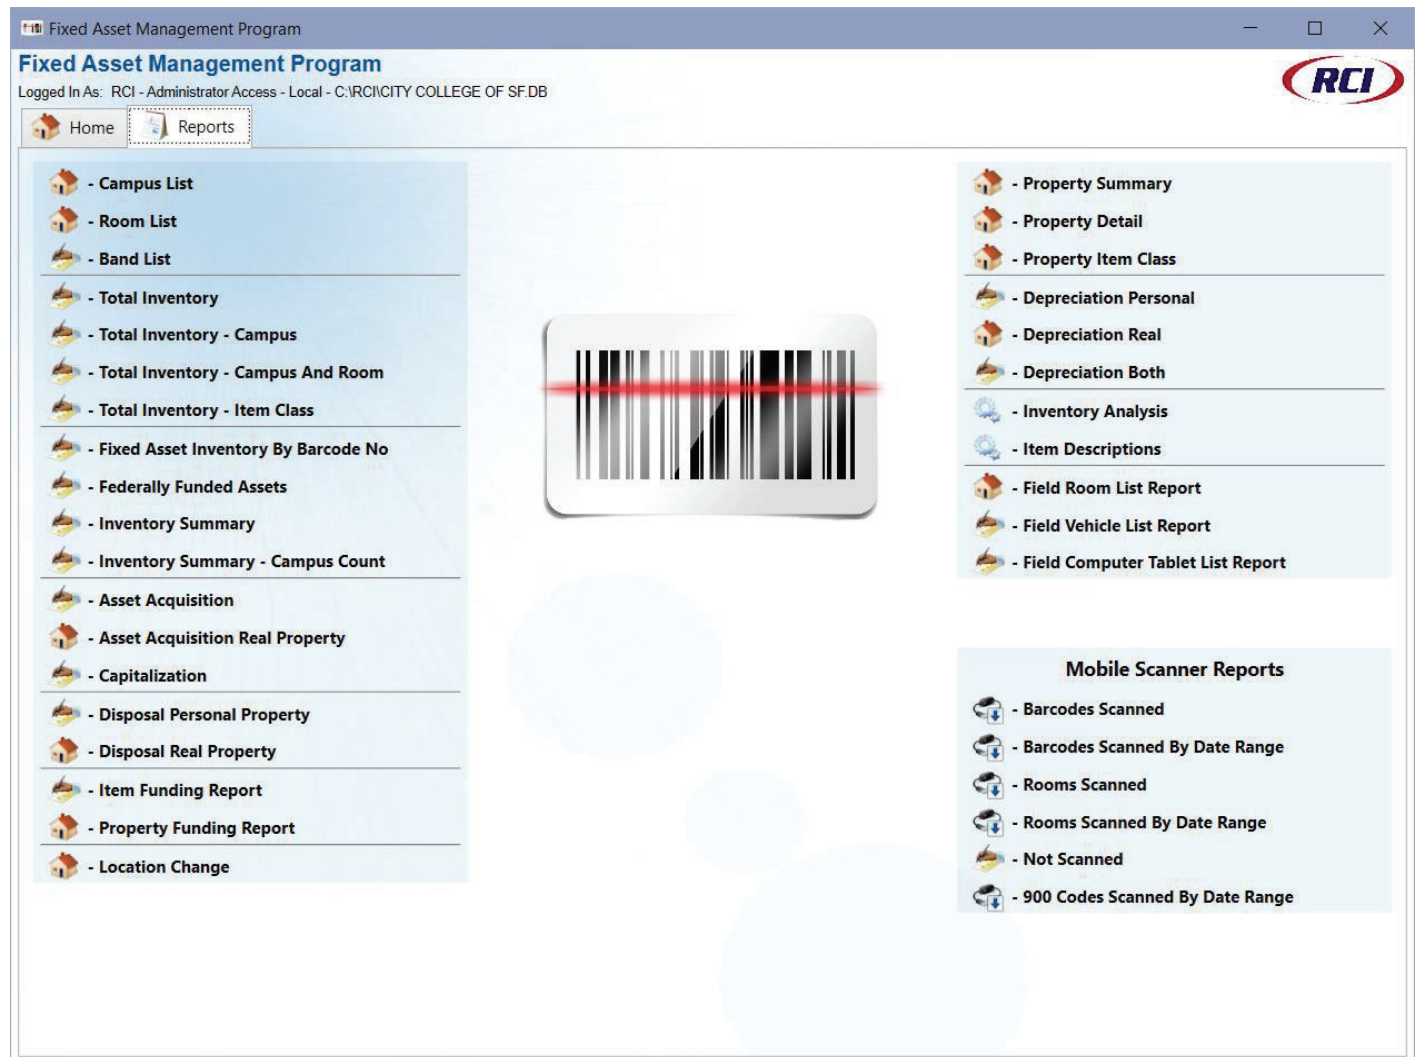 Fixed Asset Management Program
Fixed Asset Management Program
RCI
Logged In As: RCI - Administrator Access - Local - C:\RCI\CITY COLLEGE OF SF.DB
Home
Reports
- Campus List
- Room List
- Band List
- Total Inventory
- Total Inventory - Campus
- Total Inventory - Campus And Room
- Total Inventory - Item Class
- Fixed Asset Inventory By Barcode No
- Federally Funded Assets
- Inventory Summary
- Inventory Summary - Campus Count
- Asset Acquisition
- Asset Acquisition Real Property
- Capitalization
- Disposal Personal Property
- Disposal Real Property
- Item Funding Report
- Property Funding Report
- Location Change
- Property Summary
- Property Detail
- Property Item Class
- Depreciation Personal
- Depreciation Real
- Depreciation Both
- Inventory Analysis
- Item Descriptions
- Field Room List Report
- Field Vehicle List Report
- Field Computer Tablet List Report
Mobile Scanner Reports
- Barcodes Scanned
- Barcodes Scanned By Date Range
- Rooms Scanned
- Rooms Scanned By Date Range
- Not Scanned
- 900 Codes Scanned By Date Range